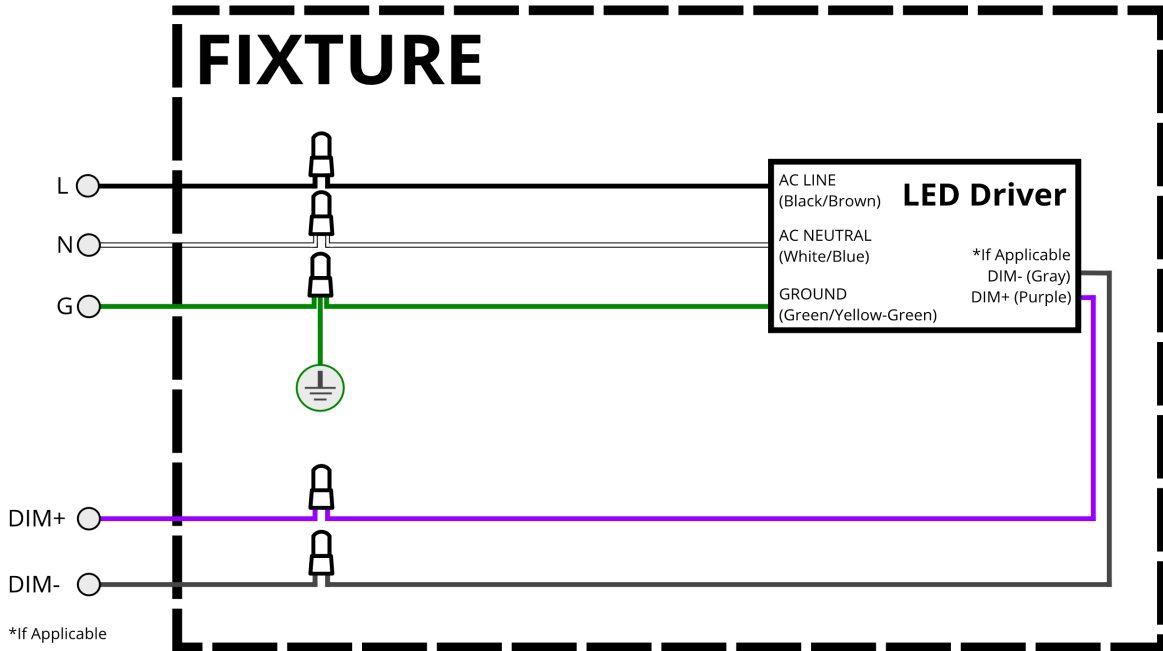 FIXTURE
L
N
G
AC LINE
(Black/Brown)
LED Driver
AC NEUTRAL
(White/Blue)
GROUND
(Green/Yellow-Green)
*If Applicable
DIM- (Gray)
DIM+ (Purple)
DIM+
DIM-
*If Applicable